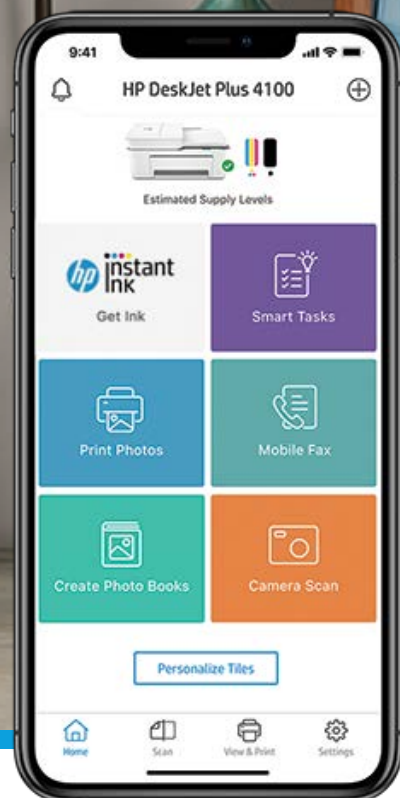 9:41
HP DeskJet Plus 4100
Estimated Supply Levels
hp instant ink
Get Ink
Smart Tasks
Print Photos
Mobile Fax
Create Photo Books
Camera Scan
Personalize Tiles
Home
Scan
View & Print
Settings